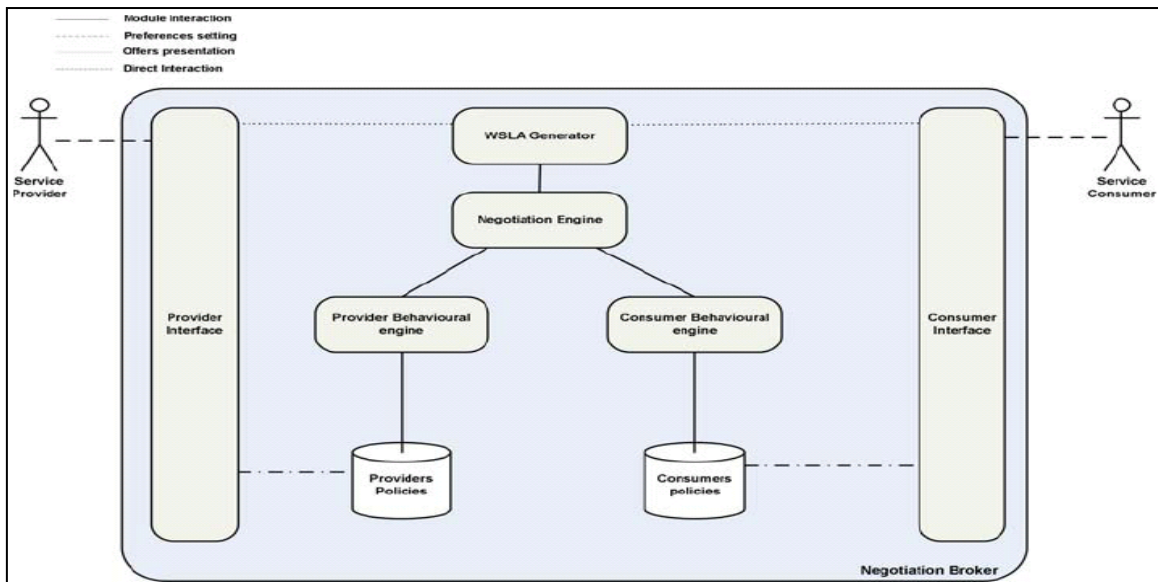 Module Interaction
Preferences setting
Offers presentation
Direct Interaction
Service
Provider
Service
Consumer
WSLA Generator
Negotiation Engine
Provider
Interface
Provider Behavioural
engine
Consumer Behavioural
engine
Consumer
Interface
Providers
Policies
Consumers
policies
Negotiation Broker